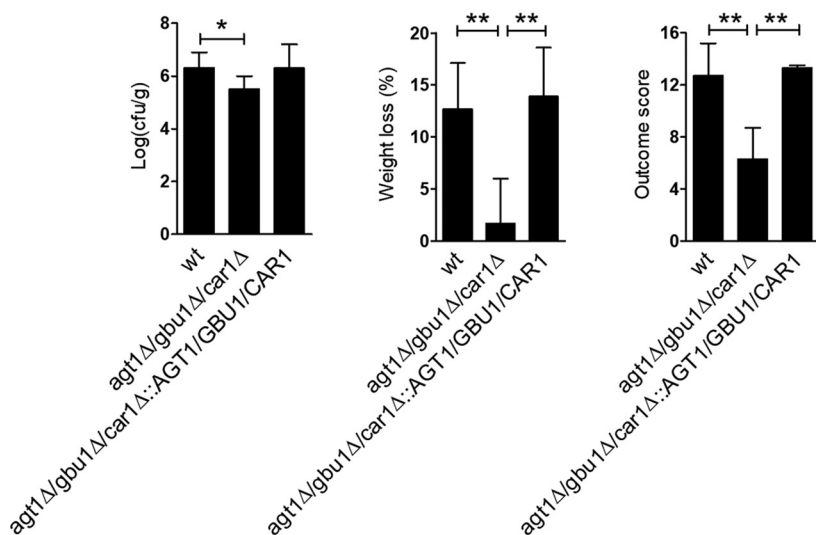 *
Log(cfu/g)
8
6
4
2
0
wt
agt1Δ/gbu1Δ/car1Δ
agt1Δ/gbu1Δ/car1Δ::AGT1/GBU1/CAR1
** **
Weight loss (%)
20
15
10
5
0
wt
agt1Δ/gbu1Δ/car1Δ
agt1Δ/gbu1Δ/car1Δ::AGT1/GBU1/CAR1
** **
Outcome score
16
12
8
4
0
wt
agt1Δ/gbu1Δ/car1Δ
agt1Δ/gbu1Δ/car1Δ::AGT1/GBU1/CAR1